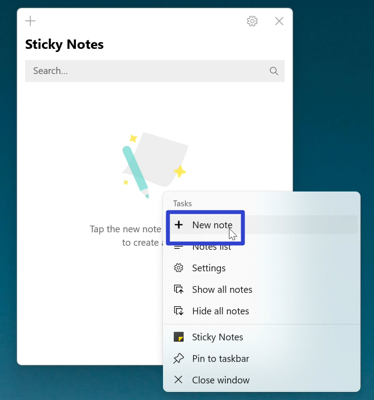 Sticky Notes
Search...
Tap the new note
to create a
Tasks
New note
Notes list
Settings
Show all notes
Hide all notes
Sticky Notes
Pin to taskbar
Close window